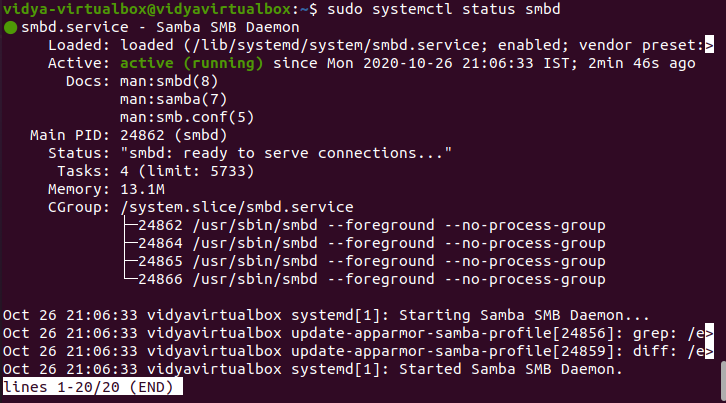 vidya-virtualbox@vidyavirtualbox:~$ sudo systemctl status smbd
● smbd.service - Samba SMB Daemon
Loaded: loaded (/lib/systemd/system/smbd.service; enabled; vendor preset:>
Active: active (running) since Mon 2020-10-26 21:06:33 IST; 2min 46s ago
Docs: man:smbd(8)
man:samba(7)
man:smb.conf(5)
Main PID: 24862 (smbd)
Status: "smbd: ready to serve connections..."
Tasks: 4 (limit: 5733)
Memory: 13.1M
CGroup: /system.slice/smbd.service
├─24862 /usr/sbin/smbd --foreground --no-process-group
├─24864 /usr/sbin/smbd --foreground --no-process-group
├─24865 /usr/sbin/smbd --foreground --no-process-group
└─24866 /usr/sbin/smbd --foreground --no-process-group
Oct 26 21:06:33 vidyavirtualbox systemd[1]: Starting Samba SMB Daemon...
Oct 26 21:06:33 vidyavirtualbox update-apparmor-samba-profile[24856]: grep: /e>
Oct 26 21:06:33 vidyavirtualbox update-apparmor-samba-profile[24859]: diff: /e>
Oct 26 21:06:33 vidyavirtualbox systemd[1]: Started Samba SMB Daemon.
lines 1-20/20 (END)